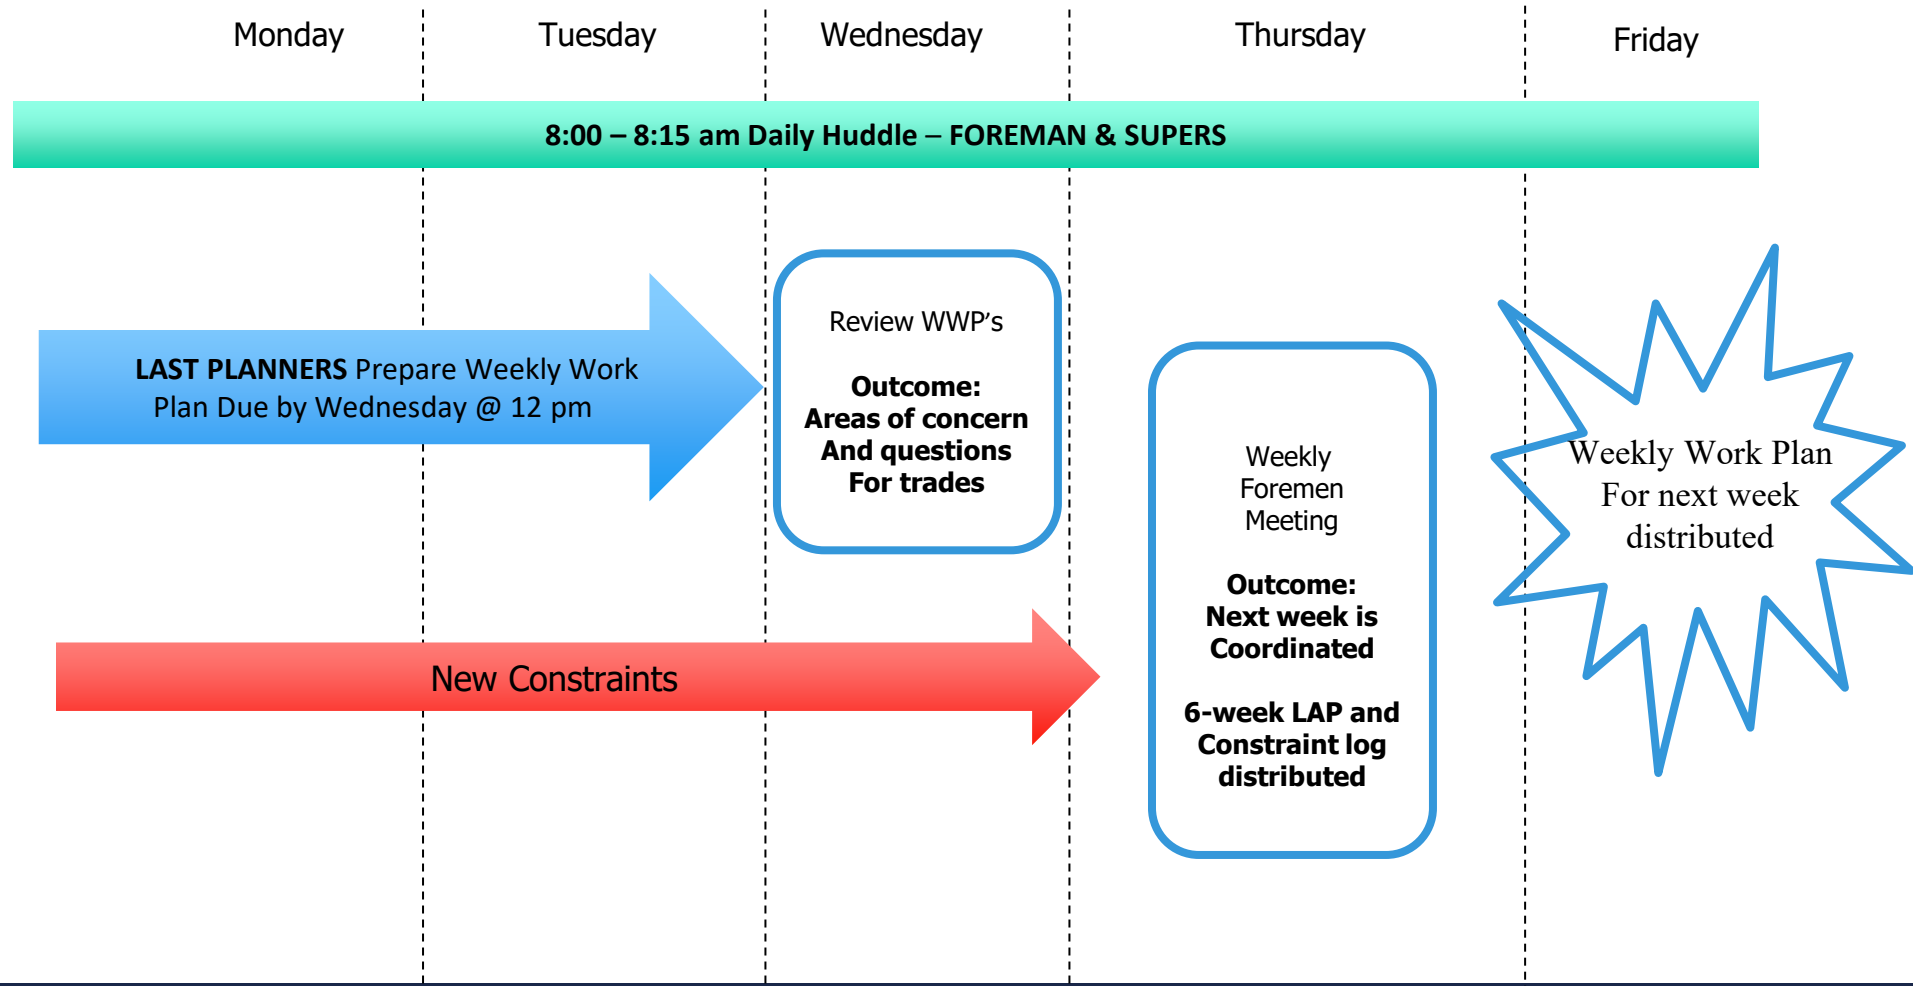 Monday
Tuesday
Wednesday
Thursday
Friday
8:00 – 8:15 am Daily Huddle – FOREMAN & SUPERS
LAST PLANNERS Prepare Weekly Work
Plan Due by Wednesday @ 12 pm
Review WWP’s
Outcome:
Areas of concern
And questions
For trades
New Constraints
Weekly
Foremen
Meeting
Outcome:
Next week is
Coordinated
6-week LAP and
Constraint log
distributed
Weekly Work Plan
For next week
distributed